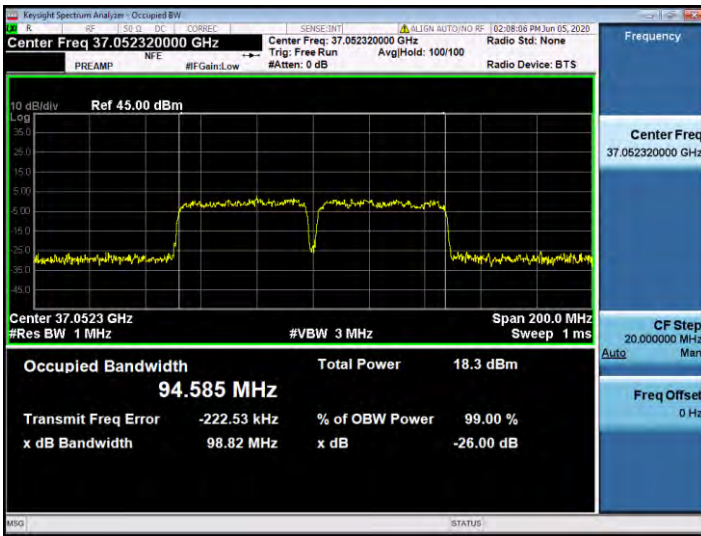 Keysight Spectrum Analyzer - Occupied BW
R RF 50 Ω DC CORREC SENSE:INT ALIGN AUTO/NO RF 02:08:06 PM Jun 05, 2020
Center Freq 37.052320000 GHz Center Freq: 37.052320000 GHz Radio Std: None Frequency
NFE Trig: Free Run Avg|Hold: 100/100
PREAMP #IFGain:Low #Atten: 0 dB Radio Device: BTS
10 dB/div Ref 45.00 dBm
Log
35.0
25.0
15.0
5.00
-5.00
-15.0
-25.0
-35.0
-45.0
Center Freq
37.052320000 GHz
Center 37.0523 GHz Span 200.0 MHz
#Res BW 1 MHz #VBW 3 MHz Sweep 1 ms
CF Step
20.000000 MHz
Auto Man
Occupied Bandwidth Total Power 18.3 dBm
94.585 MHz
Freq Offset
0 Hz
Transmit Freq Error -222.53 kHz % of OBW Power 99.00 %
x dB Bandwidth 98.82 MHz x dB -26.00 dB
MSG STATUS